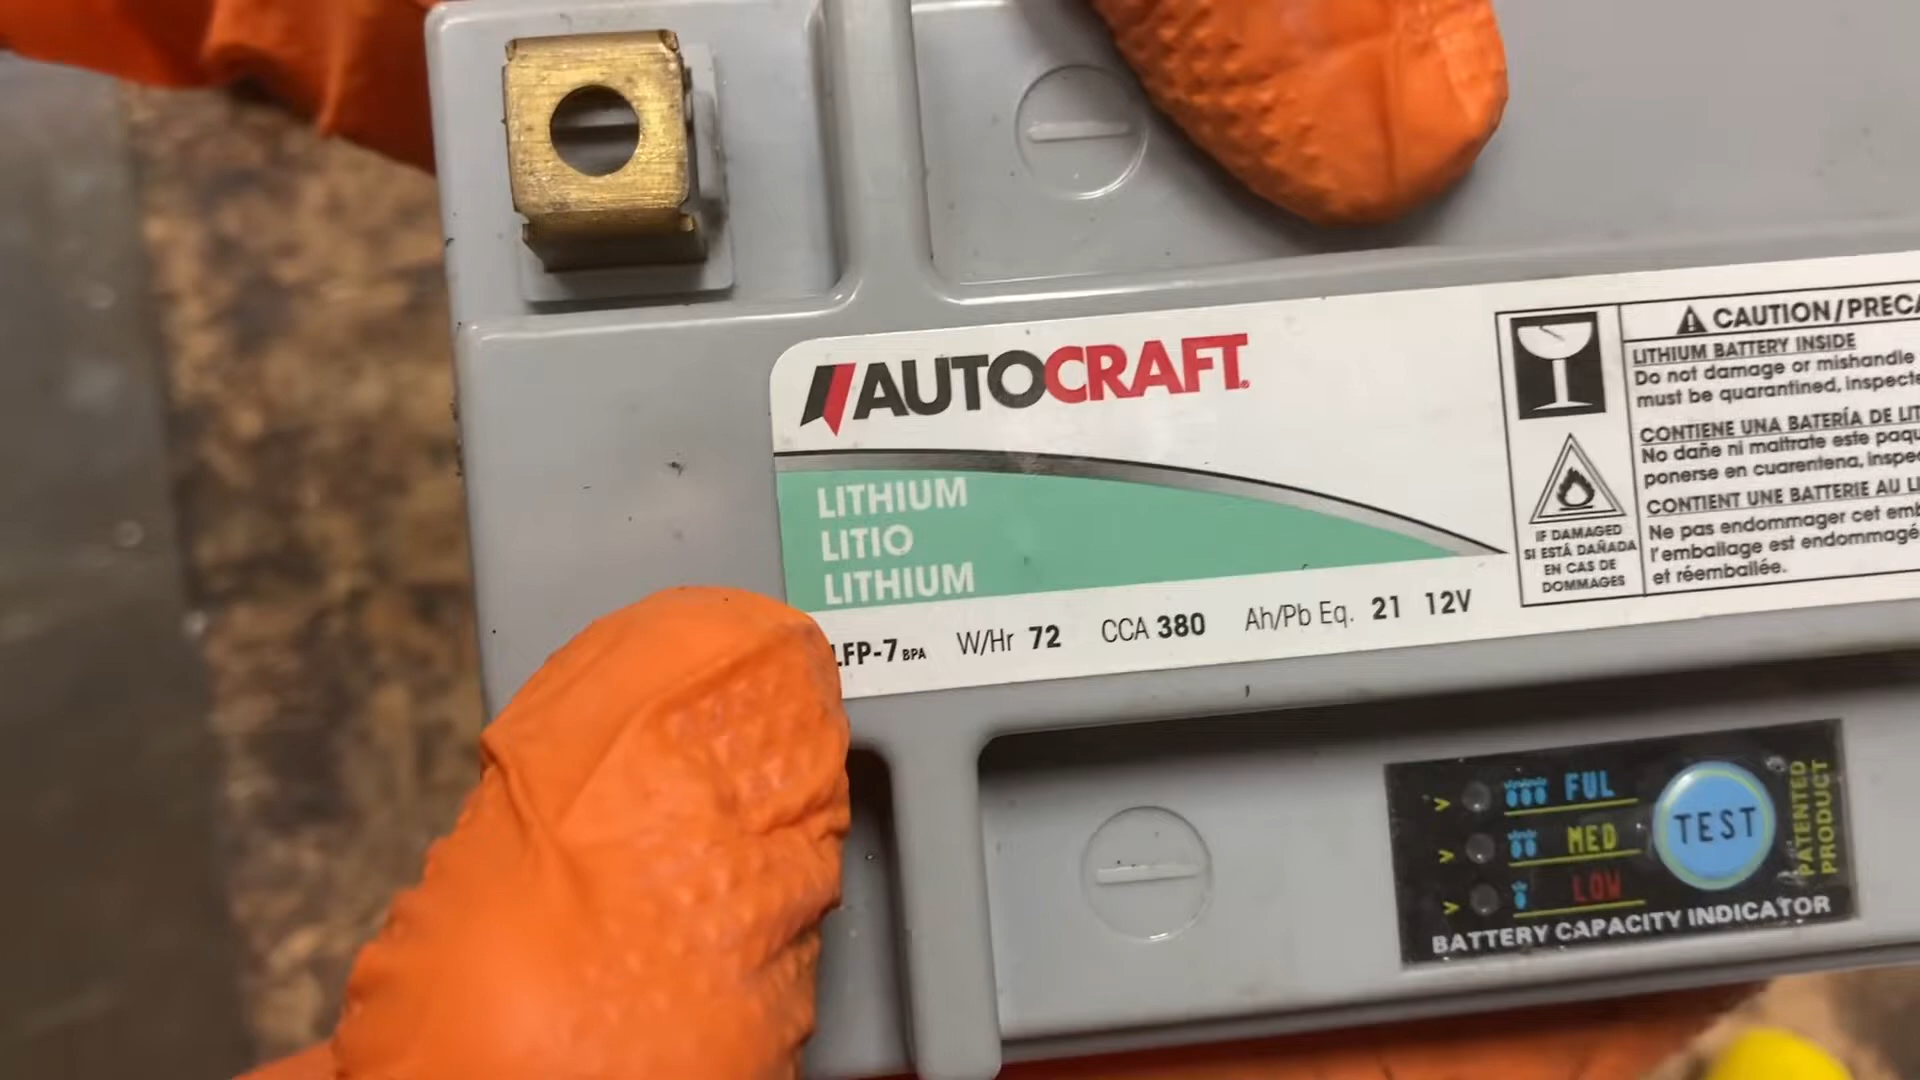 AUTOCRAFT
LITHIUM
LITIO
LITHIUM
LFP-7 BPA W/Hr 72 CCA 380 Ah/Pb Eq. 21 12V
IF DAMAGED
SI ESTÁ DAÑADA
EN CAS DE
DOMMAGES
CAUTION/PRECA
LITHIUM BATTERY INSIDE
Do not damage or mishandle
must be quarantined, inspecte
CONTIENE UNA BATERÍA DE LIT
No dañe ni maltrate este paqu
ponerse en cuarentena, inspe
CONTIENT UNE BATTERIE AU LI
Ne pas endommager cet emb
l'emballage est endommagé
et réemballée.
FUL
MED
LOW
TEST
PATENTED
PRODUCT
BATTERY CAPACITY INDICATOR